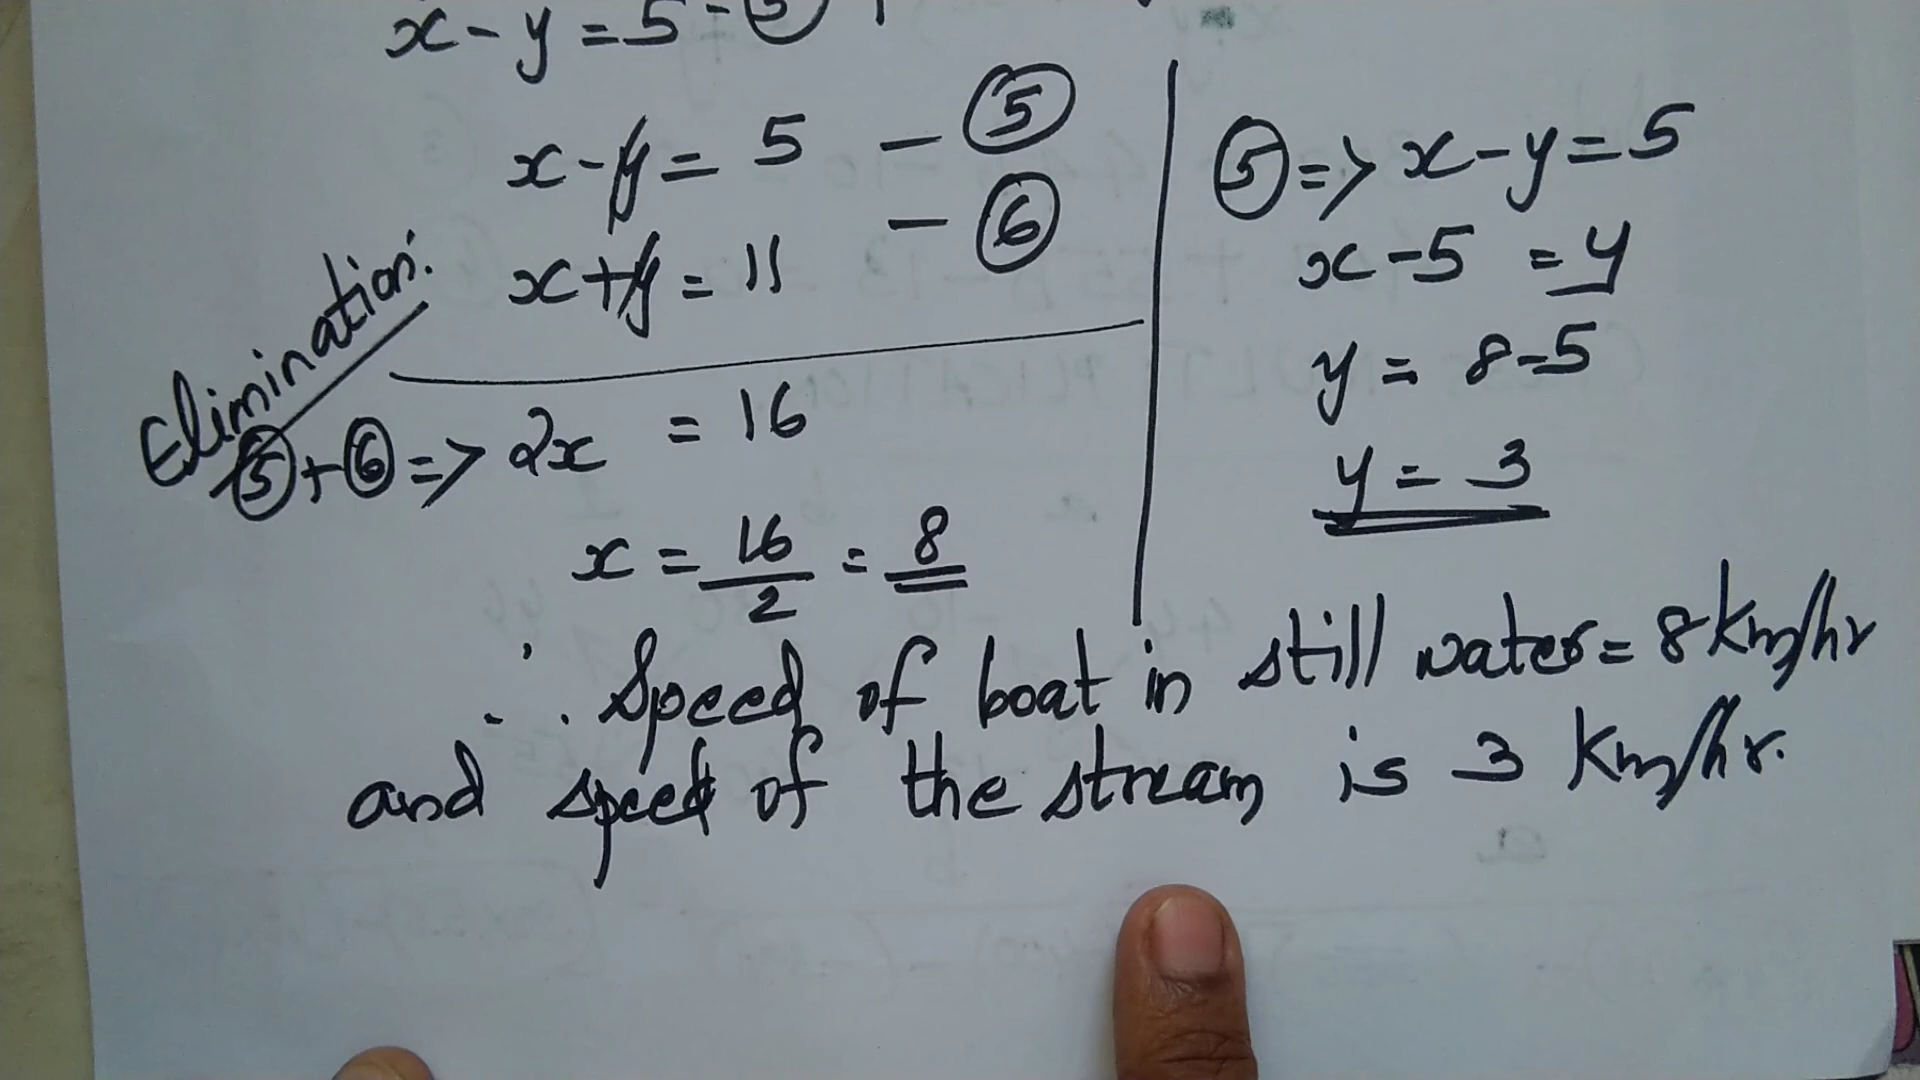 x - y = 5 - ⑤
x - y = 5 - ⑤
x + y = 11 - ⑥
Elimination:
⑤ + ⑥ => 2x = 16
x = 16/2 = 8
⑤ => x - y = 5
x - 5 = y
y = 8 - 5
y = 3
∴ Speed of boat in still water = 8 km/hr
and speed of the stream is 3 km/hr.